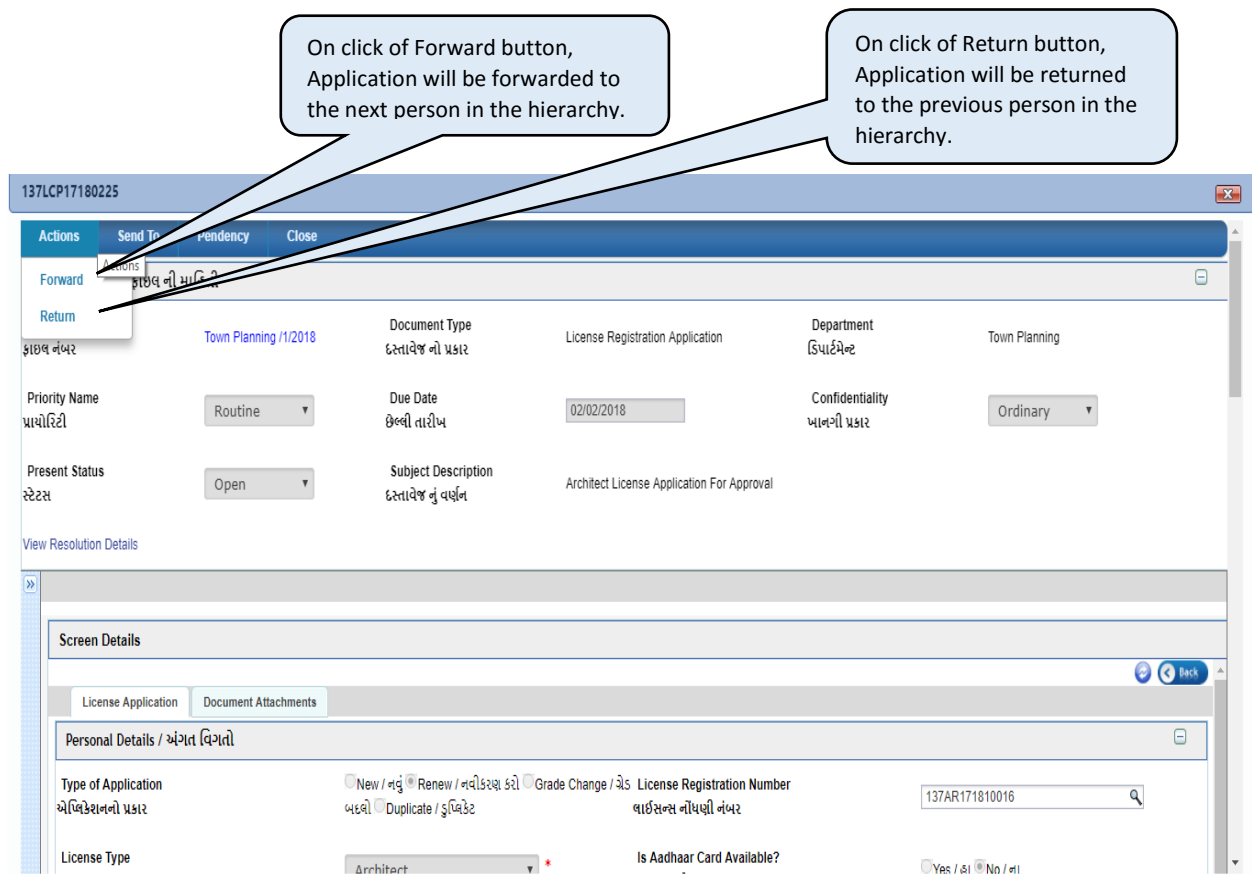 On click of Forward button,
Application will be forwarded to
the next person in the hierarchy.
On click of Return button,
Application will be returned
to the previous person in the
hierarchy.
137LCP17180225
Actions Send To Pendency Close
Forward
Actions
ફાઇલ ની માહિતી
Return
ફાઇલ નંબર
Town Planning /1/2018
Document Type
દસ્તાવેજ નો પ્રકાર
License Registration Application
Department
ડિપાર્ટમેન્ટ
Town Planning
Priority Name
પ્રાયોરિટી
Routine
Due Date
છેલ્લી તારીખ
02/02/2018
Confidentiality
ખાનગી પ્રકાર
Ordinary
Present Status
સ્ટેટસ
Open
Subject Description
દસ્તાવેજ નું વર્ણન
Architect License Application For Approval
View Resolution Details
Screen Details
Back
License Application Document Attachments
Personal Details / અંગત વિગતો
Type of Application
એપ્લિકેશનનો પ્રકાર
New / નવું Renew / નવીકરણ કરો Grade Change / ગ્રેડ
બદલો Duplicate / ડુપ્લિકેટ
License Registration Number
લાઈસન્સ નોંધણી નંબર
137AR171810016
License Type
Architect *
Is Aadhaar Card Available?
Yes / હા No / ના